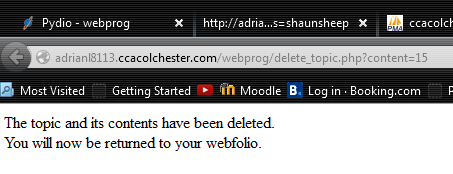 Pydio - webprog
http://adria...s=shaunsheep
ccacolchester
adrianl8113.ccacolchester.com/webprog/delete_topic.php?content=15
Most Visited
Getting Started
Moodle
B.
Log in · Booking.com
The topic and its contents have been deleted.
You will now be returned to your webfolio.